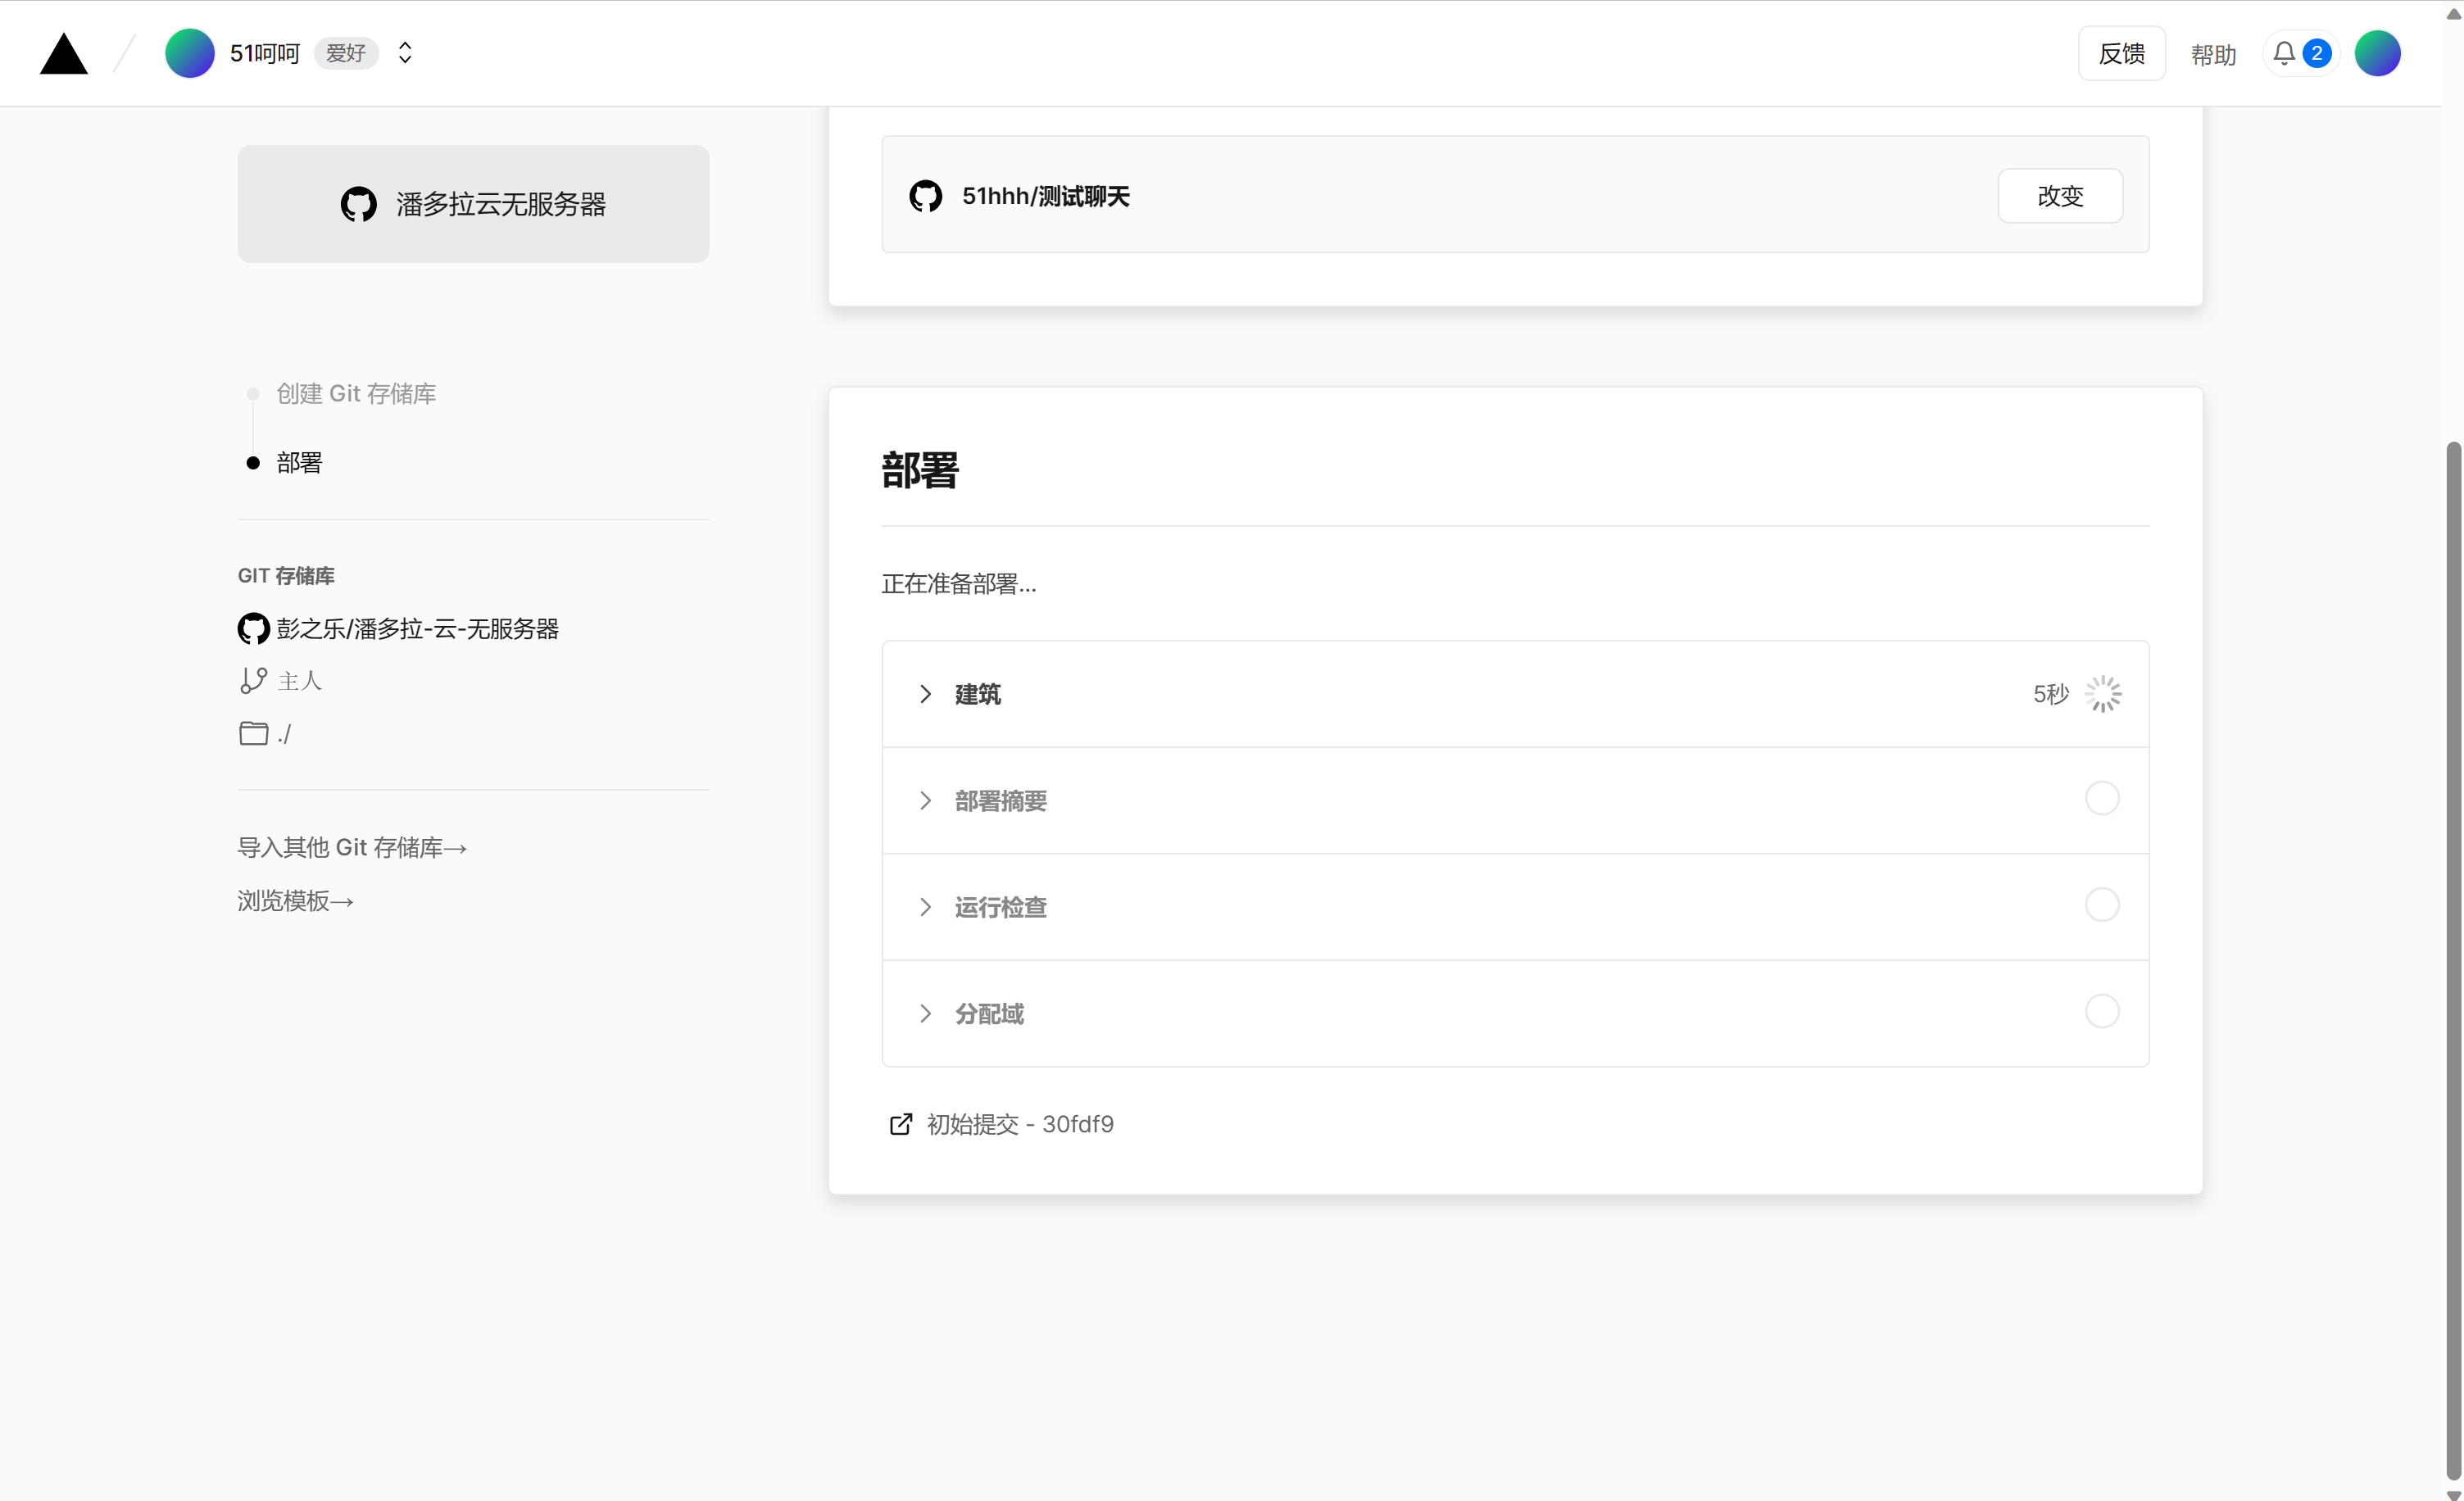 51呵呵 爱好
反馈 帮助 2
潘多拉云无服务器
创建 Git 存储库
部署
GIT 存储库
彭之乐/潘多拉-云-无服务器
主人
./
导入其他 Git 存储库→
浏览模板→
51hhh/测试聊天 改变
部署
正在准备部署...
建筑 5秒
部署摘要
运行检查
分配域
初始提交 - 30fdf9